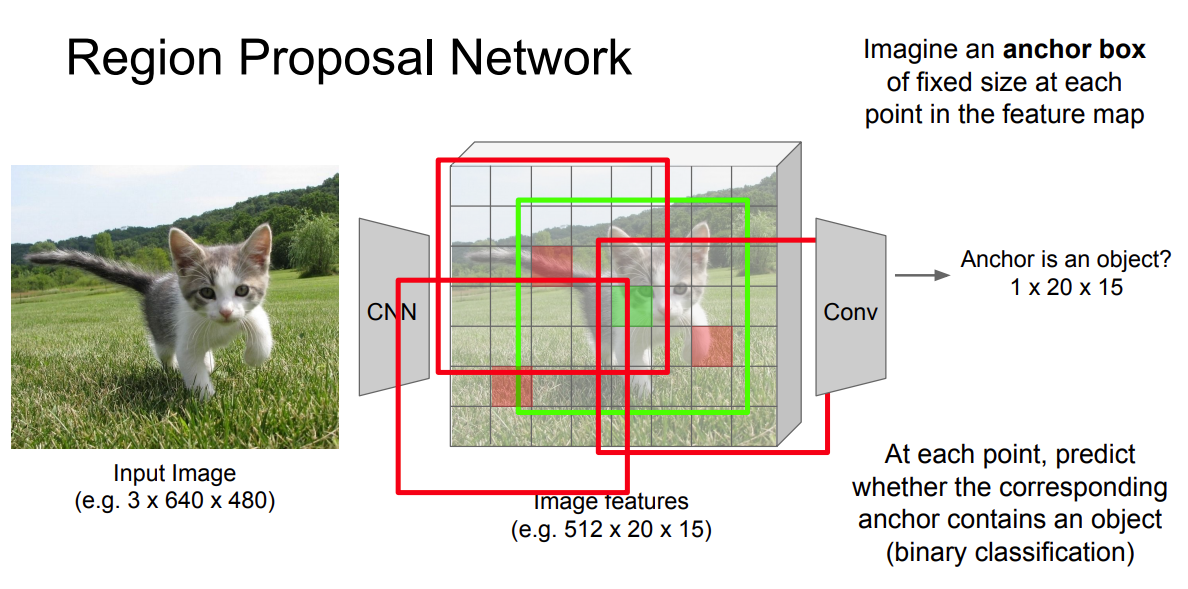 Region Proposal Network
Imagine an anchor box
of fixed size at each
point in the feature map
CNN
Conv
Anchor is an object?
1 x 20 x 15
Input Image
(e.g. 3 x 640 x 480)
Image features
(e.g. 512 x 20 x 15)
At each point, predict
whether the corresponding
anchor contains an object
(binary classification)